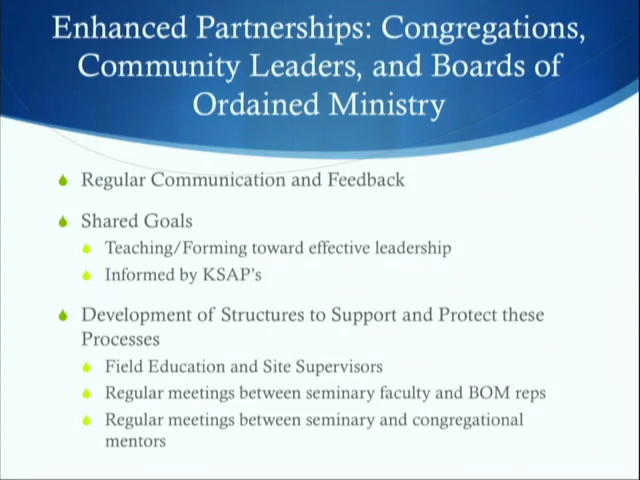 Enhanced Partnerships: Congregations,
Community Leaders, and Boards of
Ordained Ministry
Regular Communication and Feedback
Shared Goals
Teaching/Forming toward effective leadership
Informed by KSAP's
Development of Structures to Support and Protect these
Processes
Field Education and Site Supervisors
Regular meetings between seminary faculty and BOM reps
Regular meetings between seminary and congregational
mentors